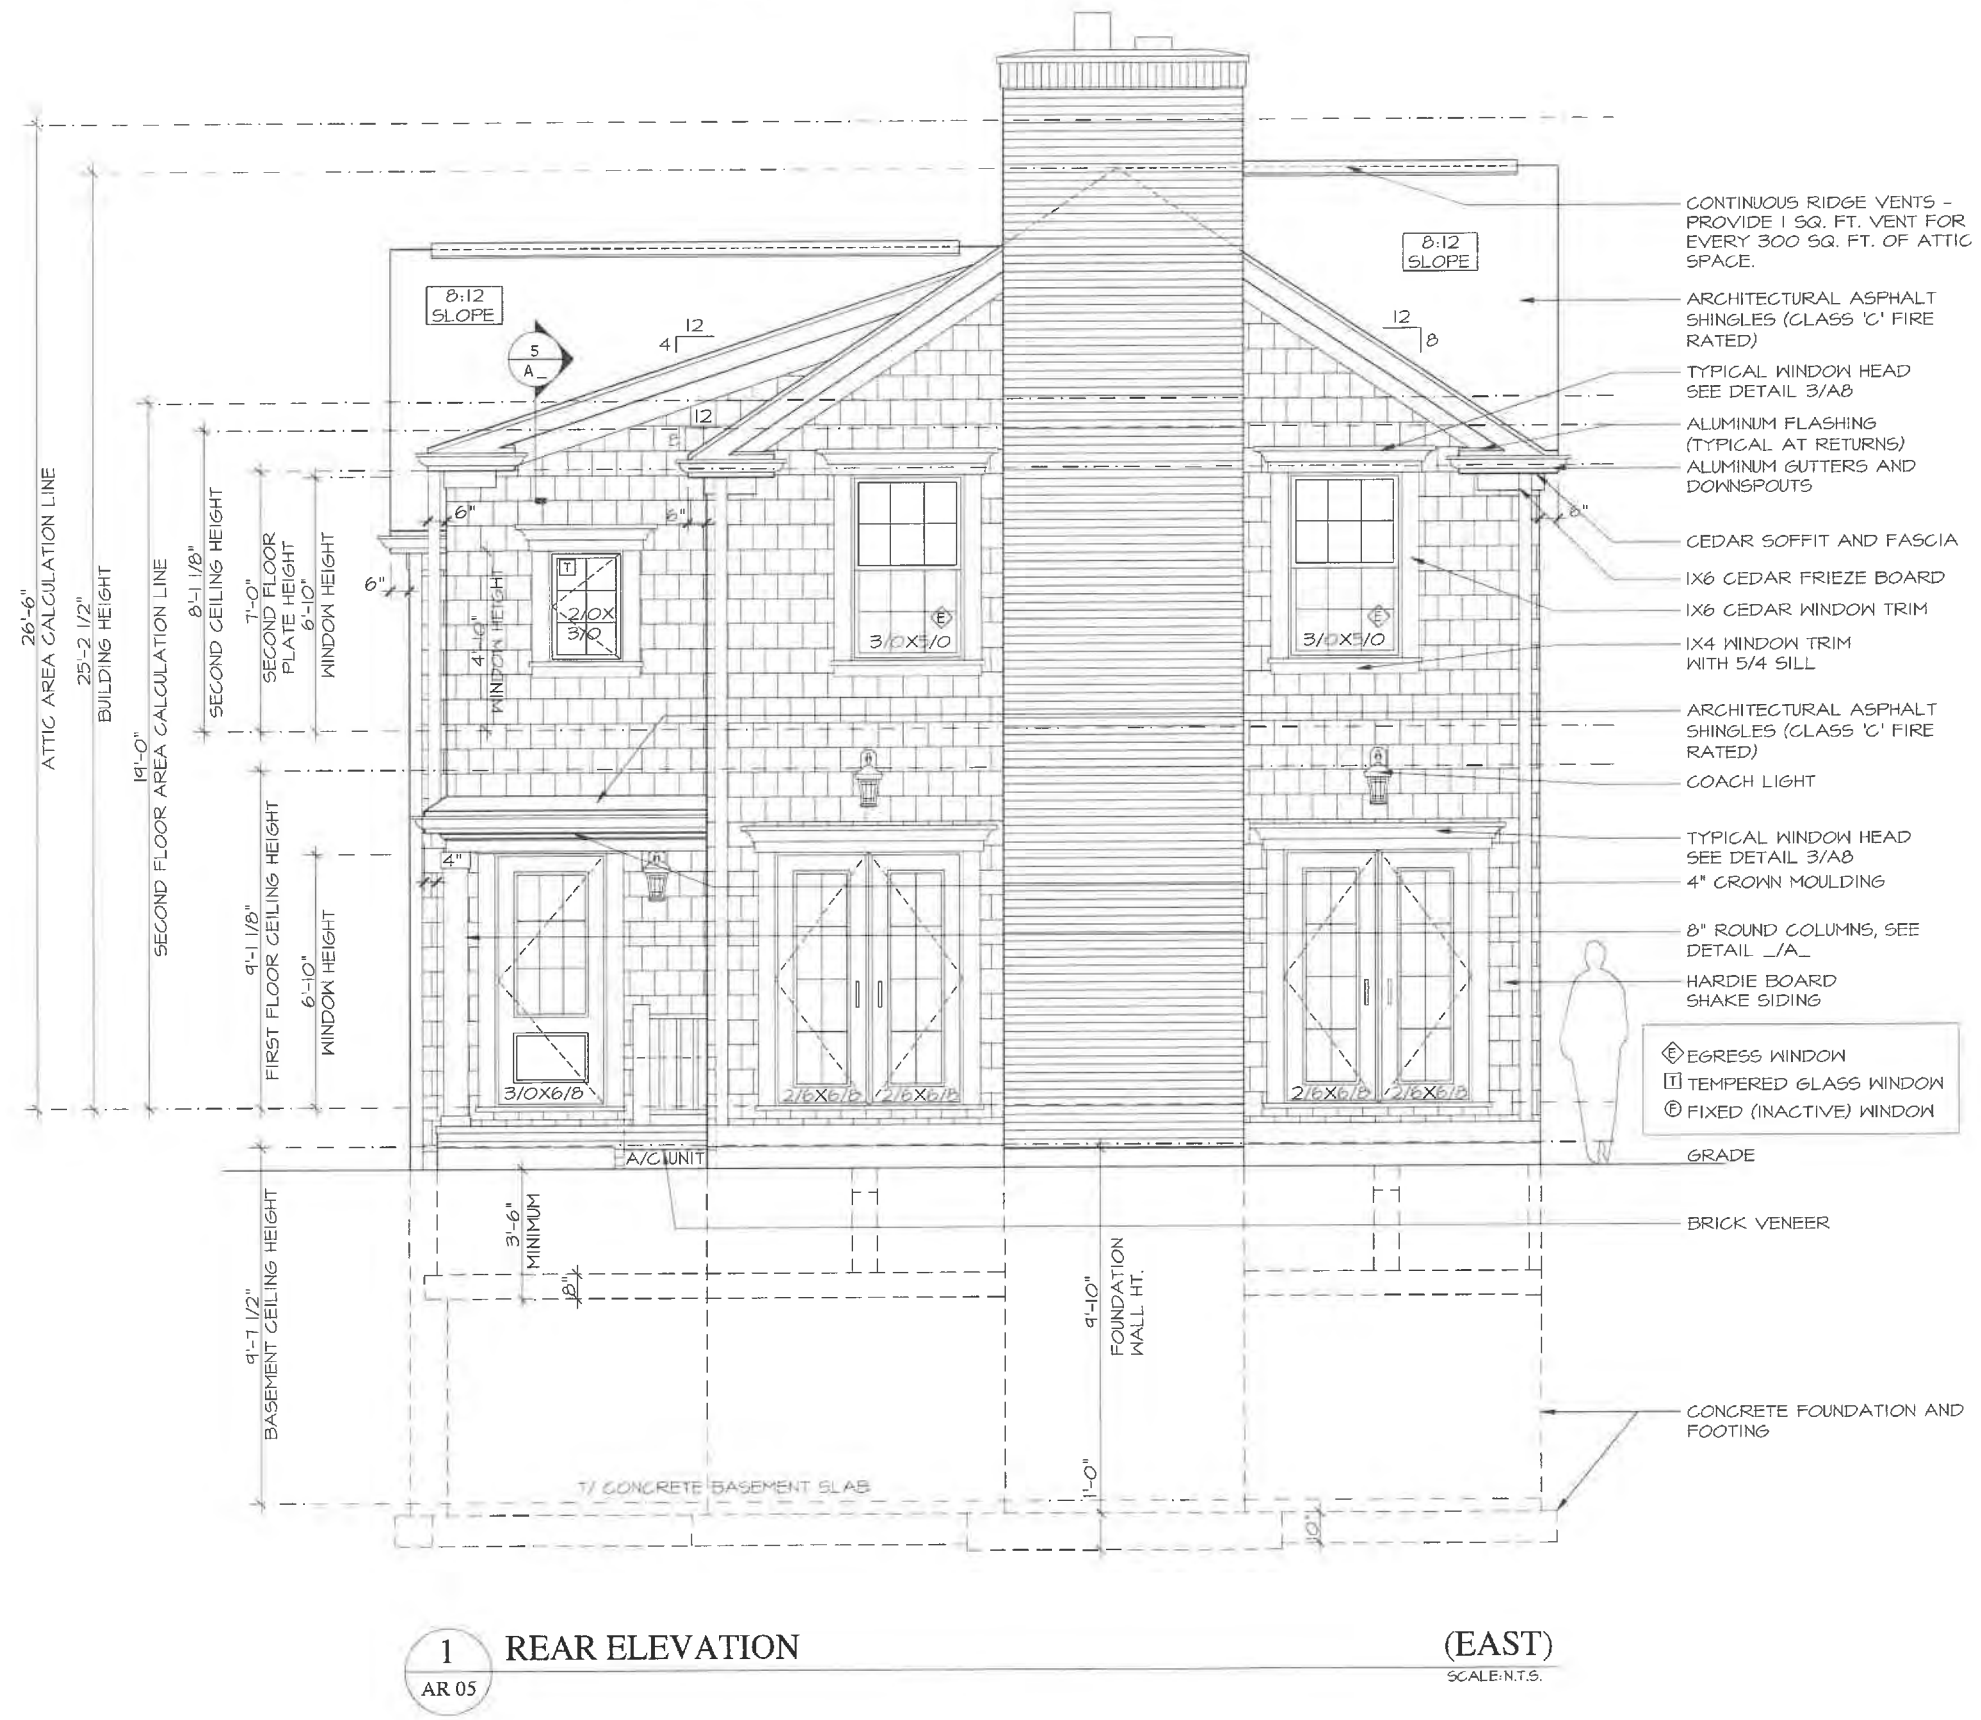 26'-6"
ATTIC AREA CALCULATION LINE
25'-2 1/2"
BUILDING HEIGHT
19'-0"
SECOND FLOOR AREA CALCULATION LINE
8'-1 1/8"
SECOND CEILING HEIGHT
7'-0"
SECOND FLOOR
PLATE HEIGHT
6'-10"
WINDOW HEIGHT
9'-1 1/8"
FIRST FLOOR CEILING HEIGHT
6'-10"
WINDOW HEIGHT
9'-7 1/2"
BASEMENT CEILING HEIGHT
8:12
SLOPE
5
A_
12
4
12
8
8:12
SLOPE
12
8
6"
6"
6"
6"
4'-10"
WINDOW HEIGHT
T
2/0X
3/0
E
3/0X5/0
E
3/0X5/0
4"
3/0X6/8
2/6X6/8
2/6X6/8
2/6X6/8
2/6X6/8
A/C UNIT
3'-6"
MINIMUM
8"
9'-10"
FOUNDATION
WALL HT.
1'-0"
10"
T/ CONCRETE BASEMENT SLAB
CONTINUOUS RIDGE VENTS -
PROVIDE 1 SQ. FT. VENT FOR
EVERY 300 SQ. FT. OF ATTIC
SPACE.
ARCHITECTURAL ASPHALT
SHINGLES (CLASS 'C' FIRE
RATED)
TYPICAL WINDOW HEAD
SEE DETAIL 3/A8
ALUMINUM FLASHING
(TYPICAL AT RETURNS)
ALUMINUM GUTTERS AND
DOWNSPOUTS
CEDAR SOFFIT AND FASCIA
1X6 CEDAR FRIEZE BOARD
1X6 CEDAR WINDOW TRIM
1X4 WINDOW TRIM
WITH 5/4 SILL
ARCHITECTURAL ASPHALT
SHINGLES (CLASS 'C' FIRE
RATED)
COACH LIGHT
TYPICAL WINDOW HEAD
SEE DETAIL 3/A8
4" CROWN MOULDING
8" ROUND COLUMNS, SEE
DETAIL _/A_
HARDIE BOARD
SHAKE SIDING
E EGRESS WINDOW
T TEMPERED GLASS WINDOW
F FIXED (INACTIVE) WINDOW
GRADE
BRICK VENEER
CONCRETE FOUNDATION AND
FOOTING
1
AR 05
REAR ELEVATION
(EAST)
SCALE:N.T.S.